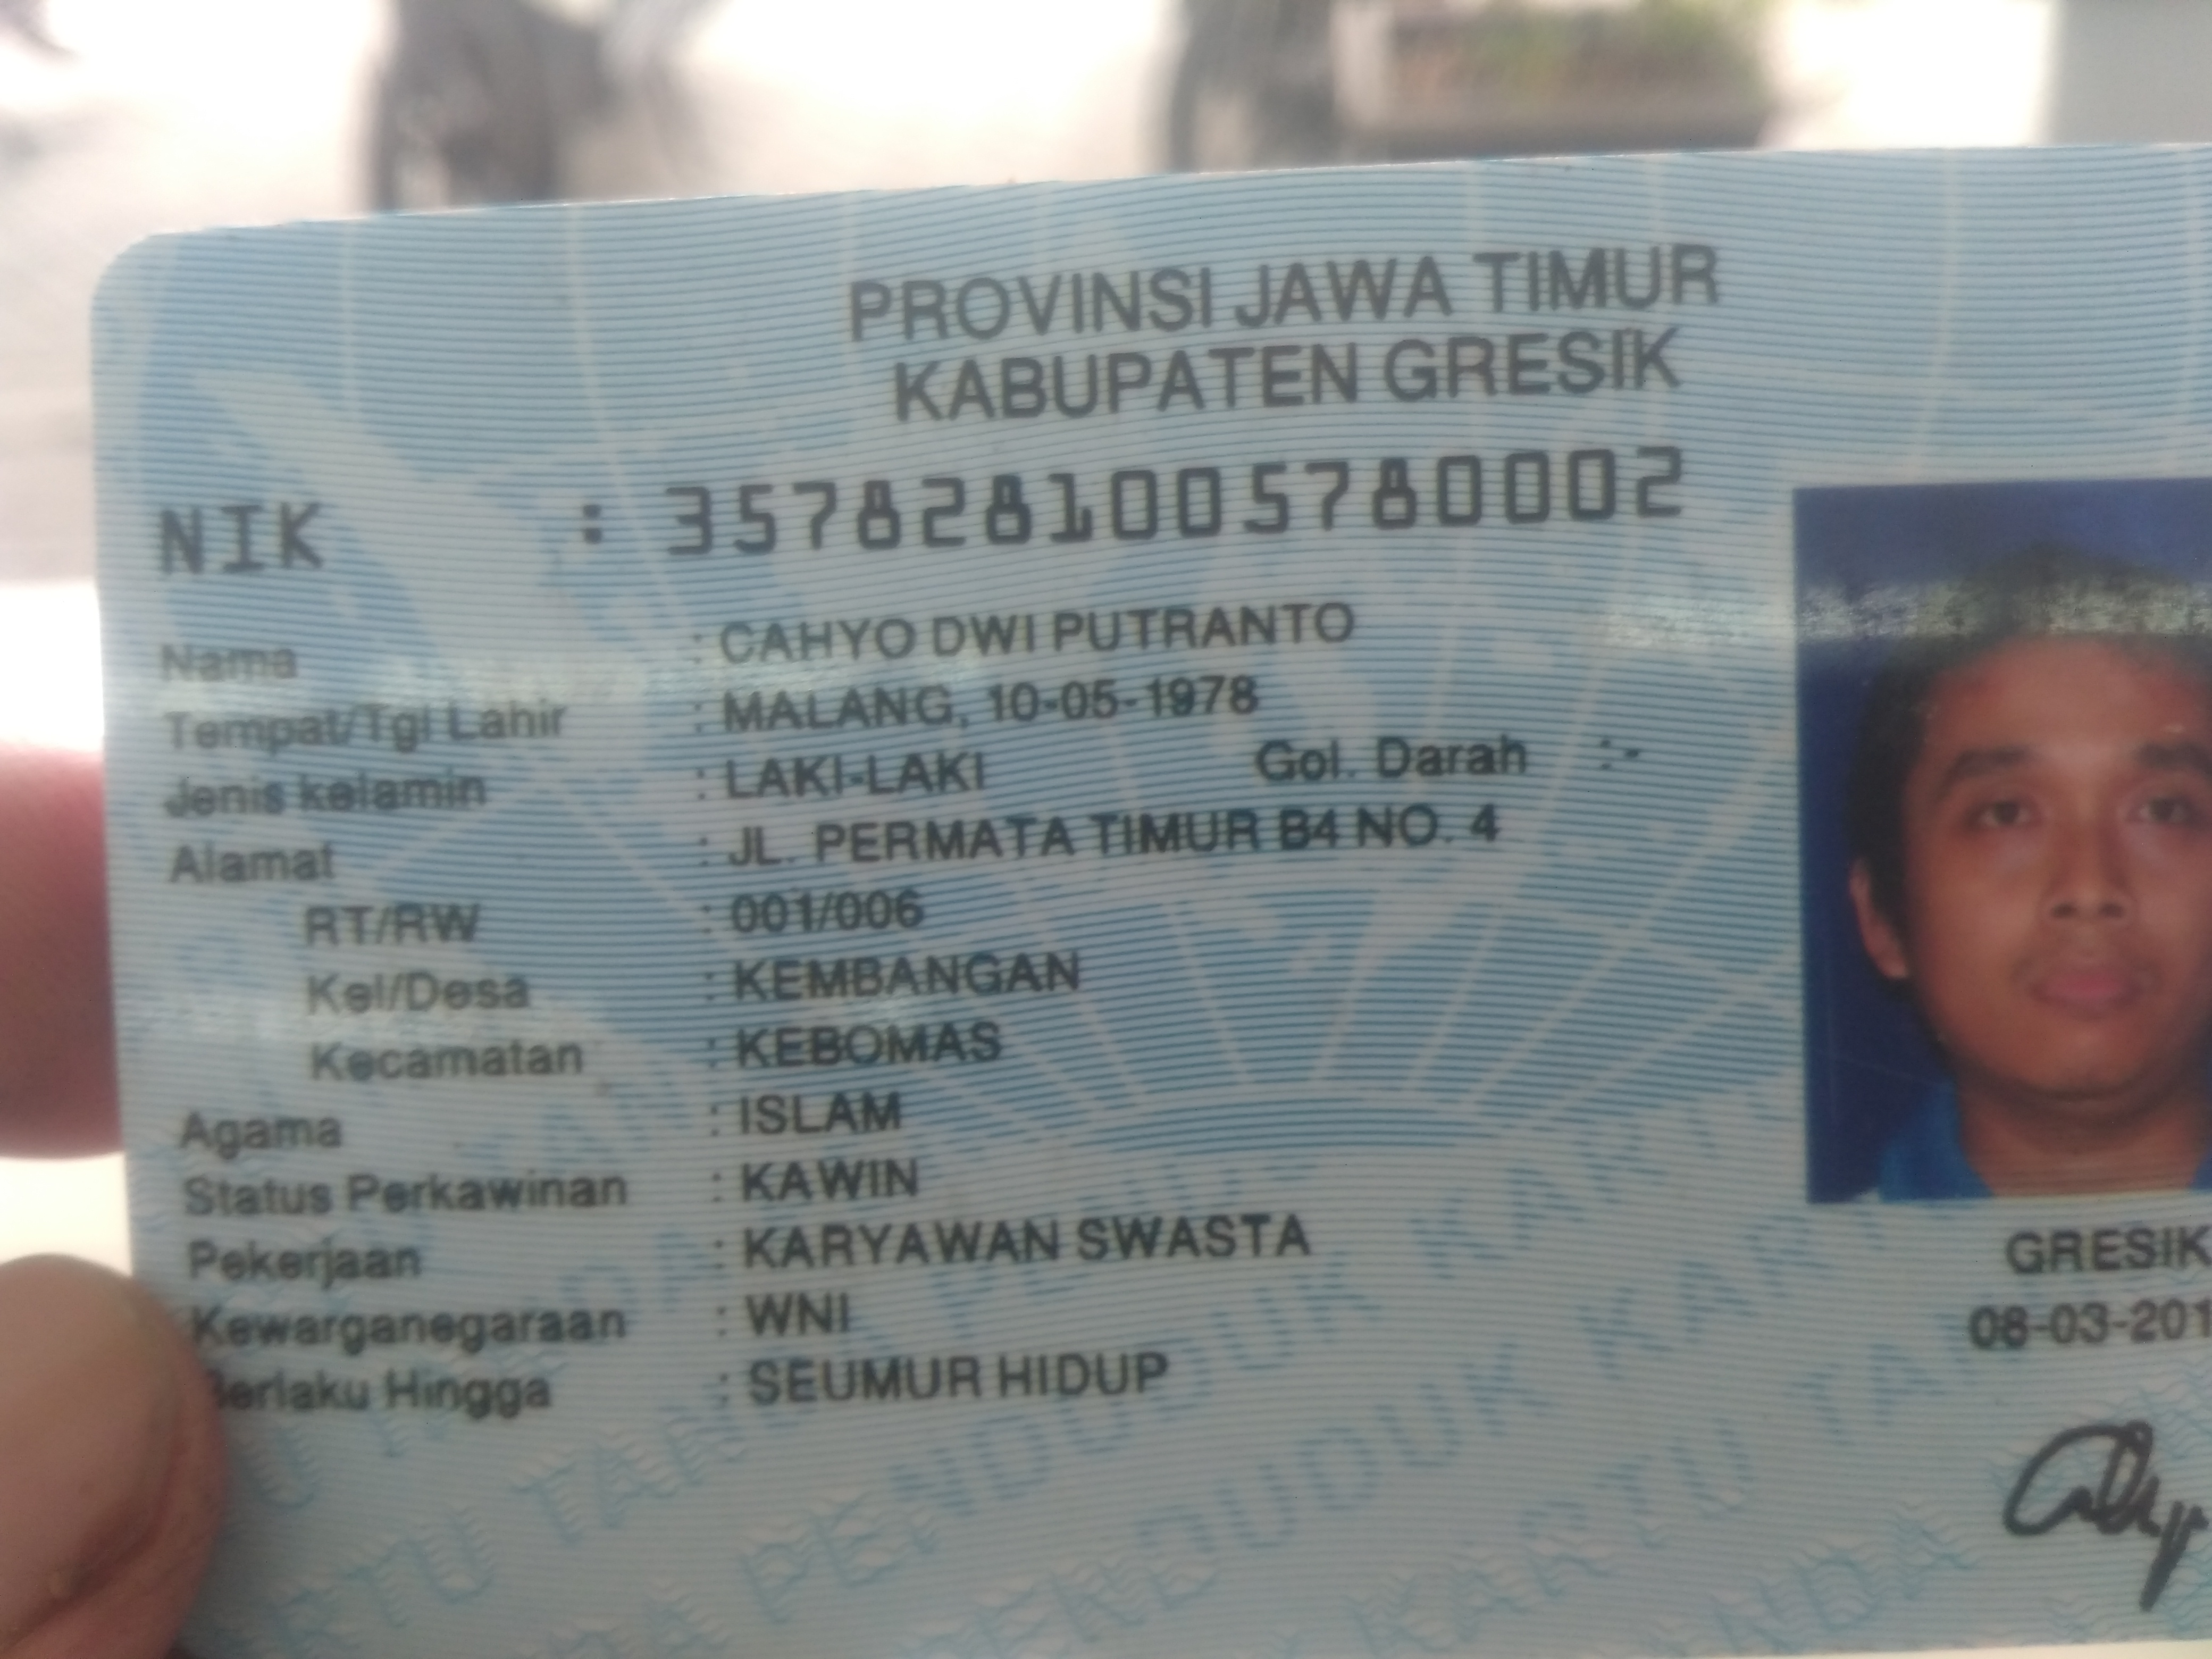 PROVINSI JAWA TIMUR
KABUPATEN GRESIK
NIK : 3578281005780002
Nama : CAHYO DWI PUTRANTO
Tempat/Tgl Lahir : MALANG, 10-05-1978
Jenis kelamin : LAKI-LAKI Gol. Darah :-
Alamat : JL. PERMATA TIMUR B4 NO. 4
RT/RW : 001/006
Kel/Desa : KEMBANGAN
Kecamatan : KEBOMAS
Agama : ISLAM
Status Perkawinan : KAWIN
Pekerjaan : KARYAWAN SWASTA
Kewarganegaraan : WNI
Berlaku Hingga : SEUMUR HIDUP
GRESIK
08-03-201